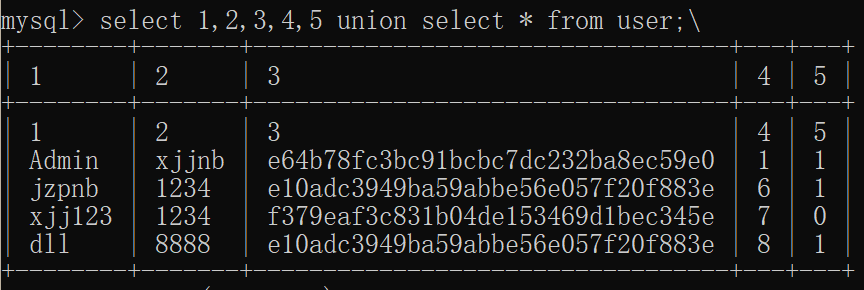 mysql> select 1,2,3,4,5 union select * from user;\
+--------+-------+----------------------------------+---+---+
| 1 | 2 | 3 | 4 | 5 |
+--------+-------+----------------------------------+---+---+
| 1 | 2 | 3 | 4 | 5 |
| Admin | xjjnb | e64b78fc3bc91bcbc7dc232ba8ec59e0 | 1 | 1 |
| jzpnb | 1234 | e10adc3949ba59abbe56e057f20f883e | 6 | 1 |
| xjj123 | 1234 | f379eaf3c831b04de153469d1bec345e | 7 | 0 |
| dll | 8888 | e10adc3949ba59abbe56e057f20f883e | 8 | 1 |
+--------+-------+----------------------------------+---+---+